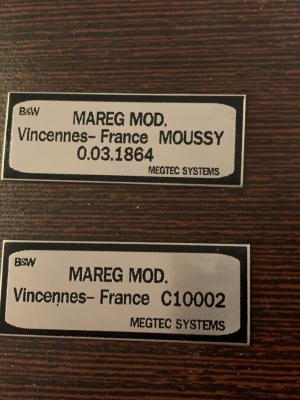 B&W
MAREG MOD.
Vincennes- France MOUSSY
0.03.1864
MEGTEC SYSTEMS
B&W
MAREG MOD.
Vincennes- France C10002
MEGTEC SYSTEMS